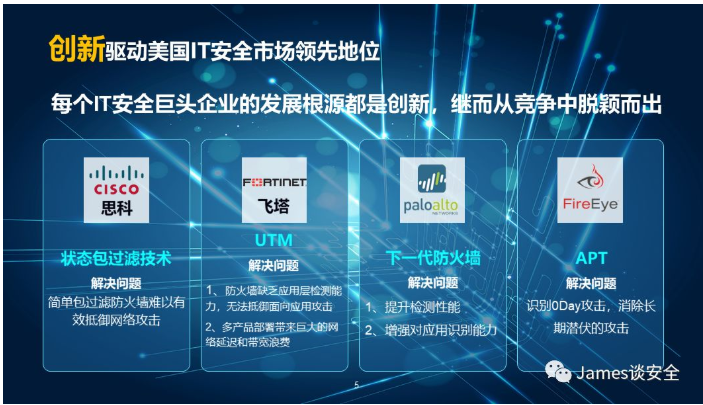 创新驱动美国IT安全市场领先地位
每个IT安全巨头企业的发展根源都是创新，继而从竞争中脱颖而出
CISCO
思科
状态包过滤技术
解决问题
简单包过滤防火墙难以有
效抵御网络攻击
FORTINET
飞塔
UTM
解决问题
1、 防火墙缺乏应用层检测能
力，无法抵御面向应用攻击
2、多产品部署带来巨大的网
络延迟和带宽浪费
paloalto
NETWORKS
下一代防火墙
解决问题
1、提升检测性能
2、增强对应用识别能力
FireEye
APT
解决问题
识别0Day攻击，消除长
期潜伏的攻击
5
James谈安全